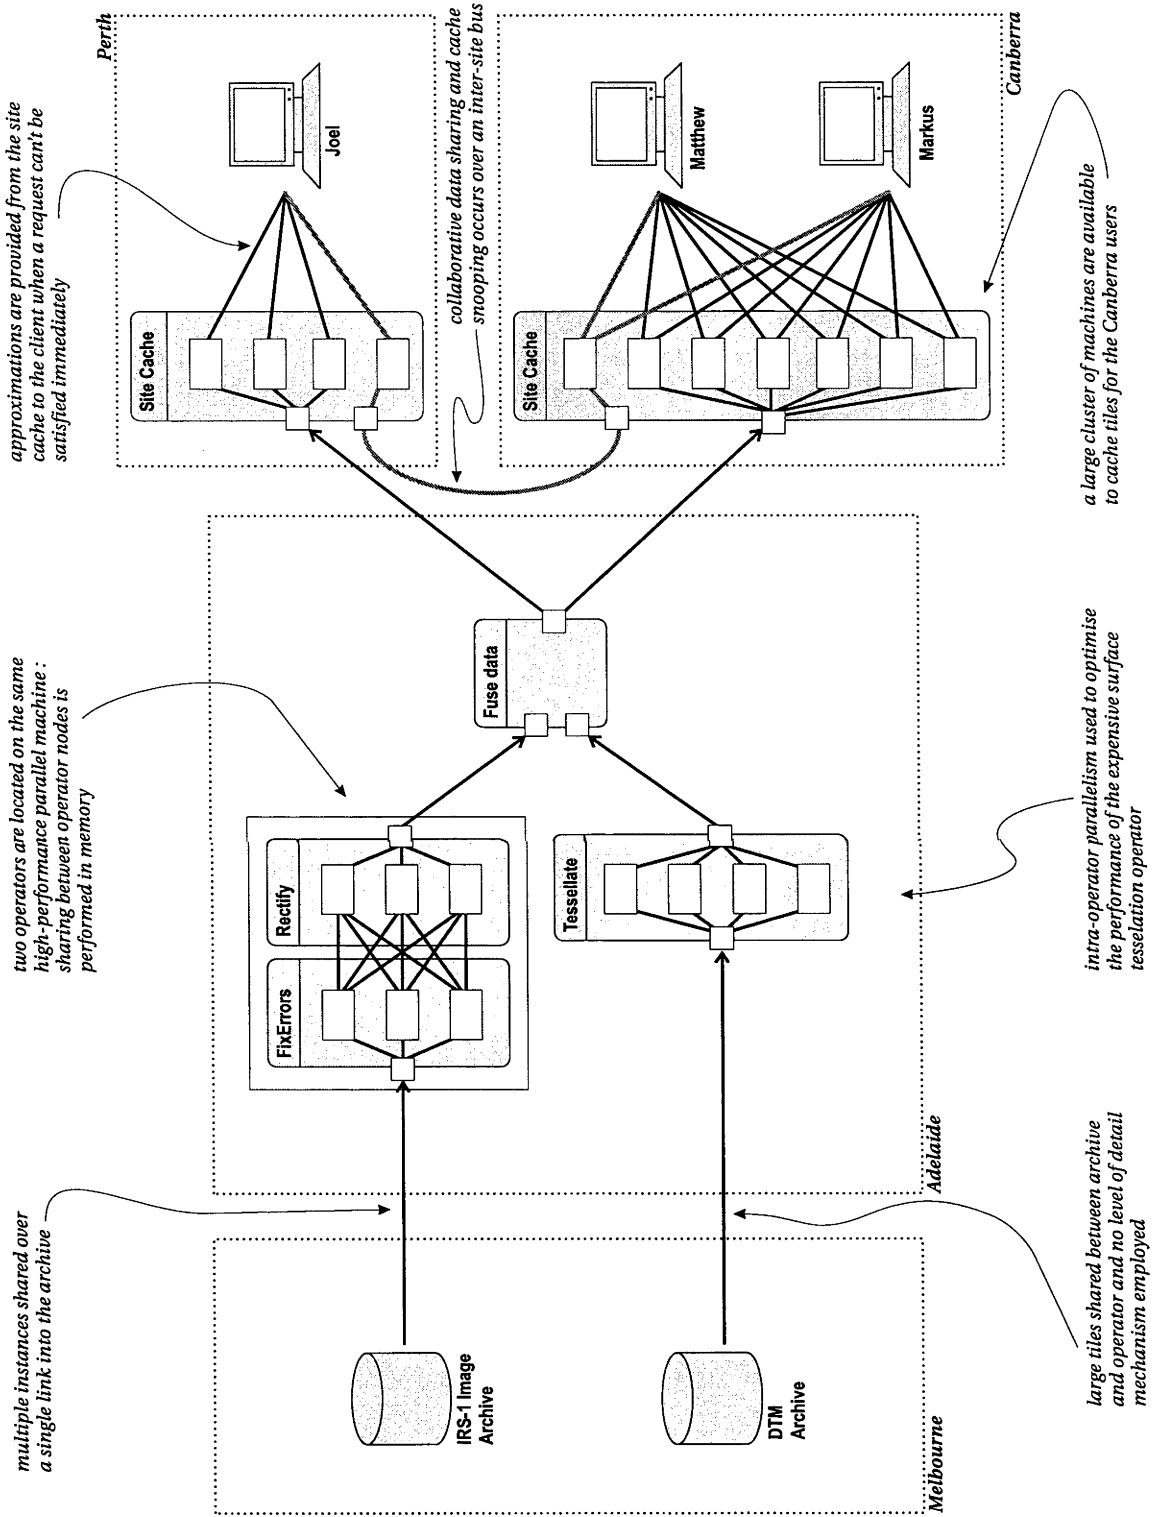 multiple instances shared over
a single link into the archive
two operators are located on the same
high-performance parallel machine :
sharing between operator nodes is
performed in memory
approximations are provided from the site
cache to the client when a request can't be
satisfied immediately
Perth
Site Cache
Joel
collaborative data sharing and cache
snooping occurs over an inter-site bus
FixErrors
Rectify
Fuse data
Site Cache
Matthew
Markus
Canberra
IRS-1 Image
Archive
Tessellate
DTM
Archive
Melbourne
Adelaide
large tiles shared between archive
and operator and no level of detail
mechanism employed
intra-operator parallelism used to optimise
the performance of the expensive surface
tesselation operator
a large cluster of machines are available
to cache tiles for the Canberra users